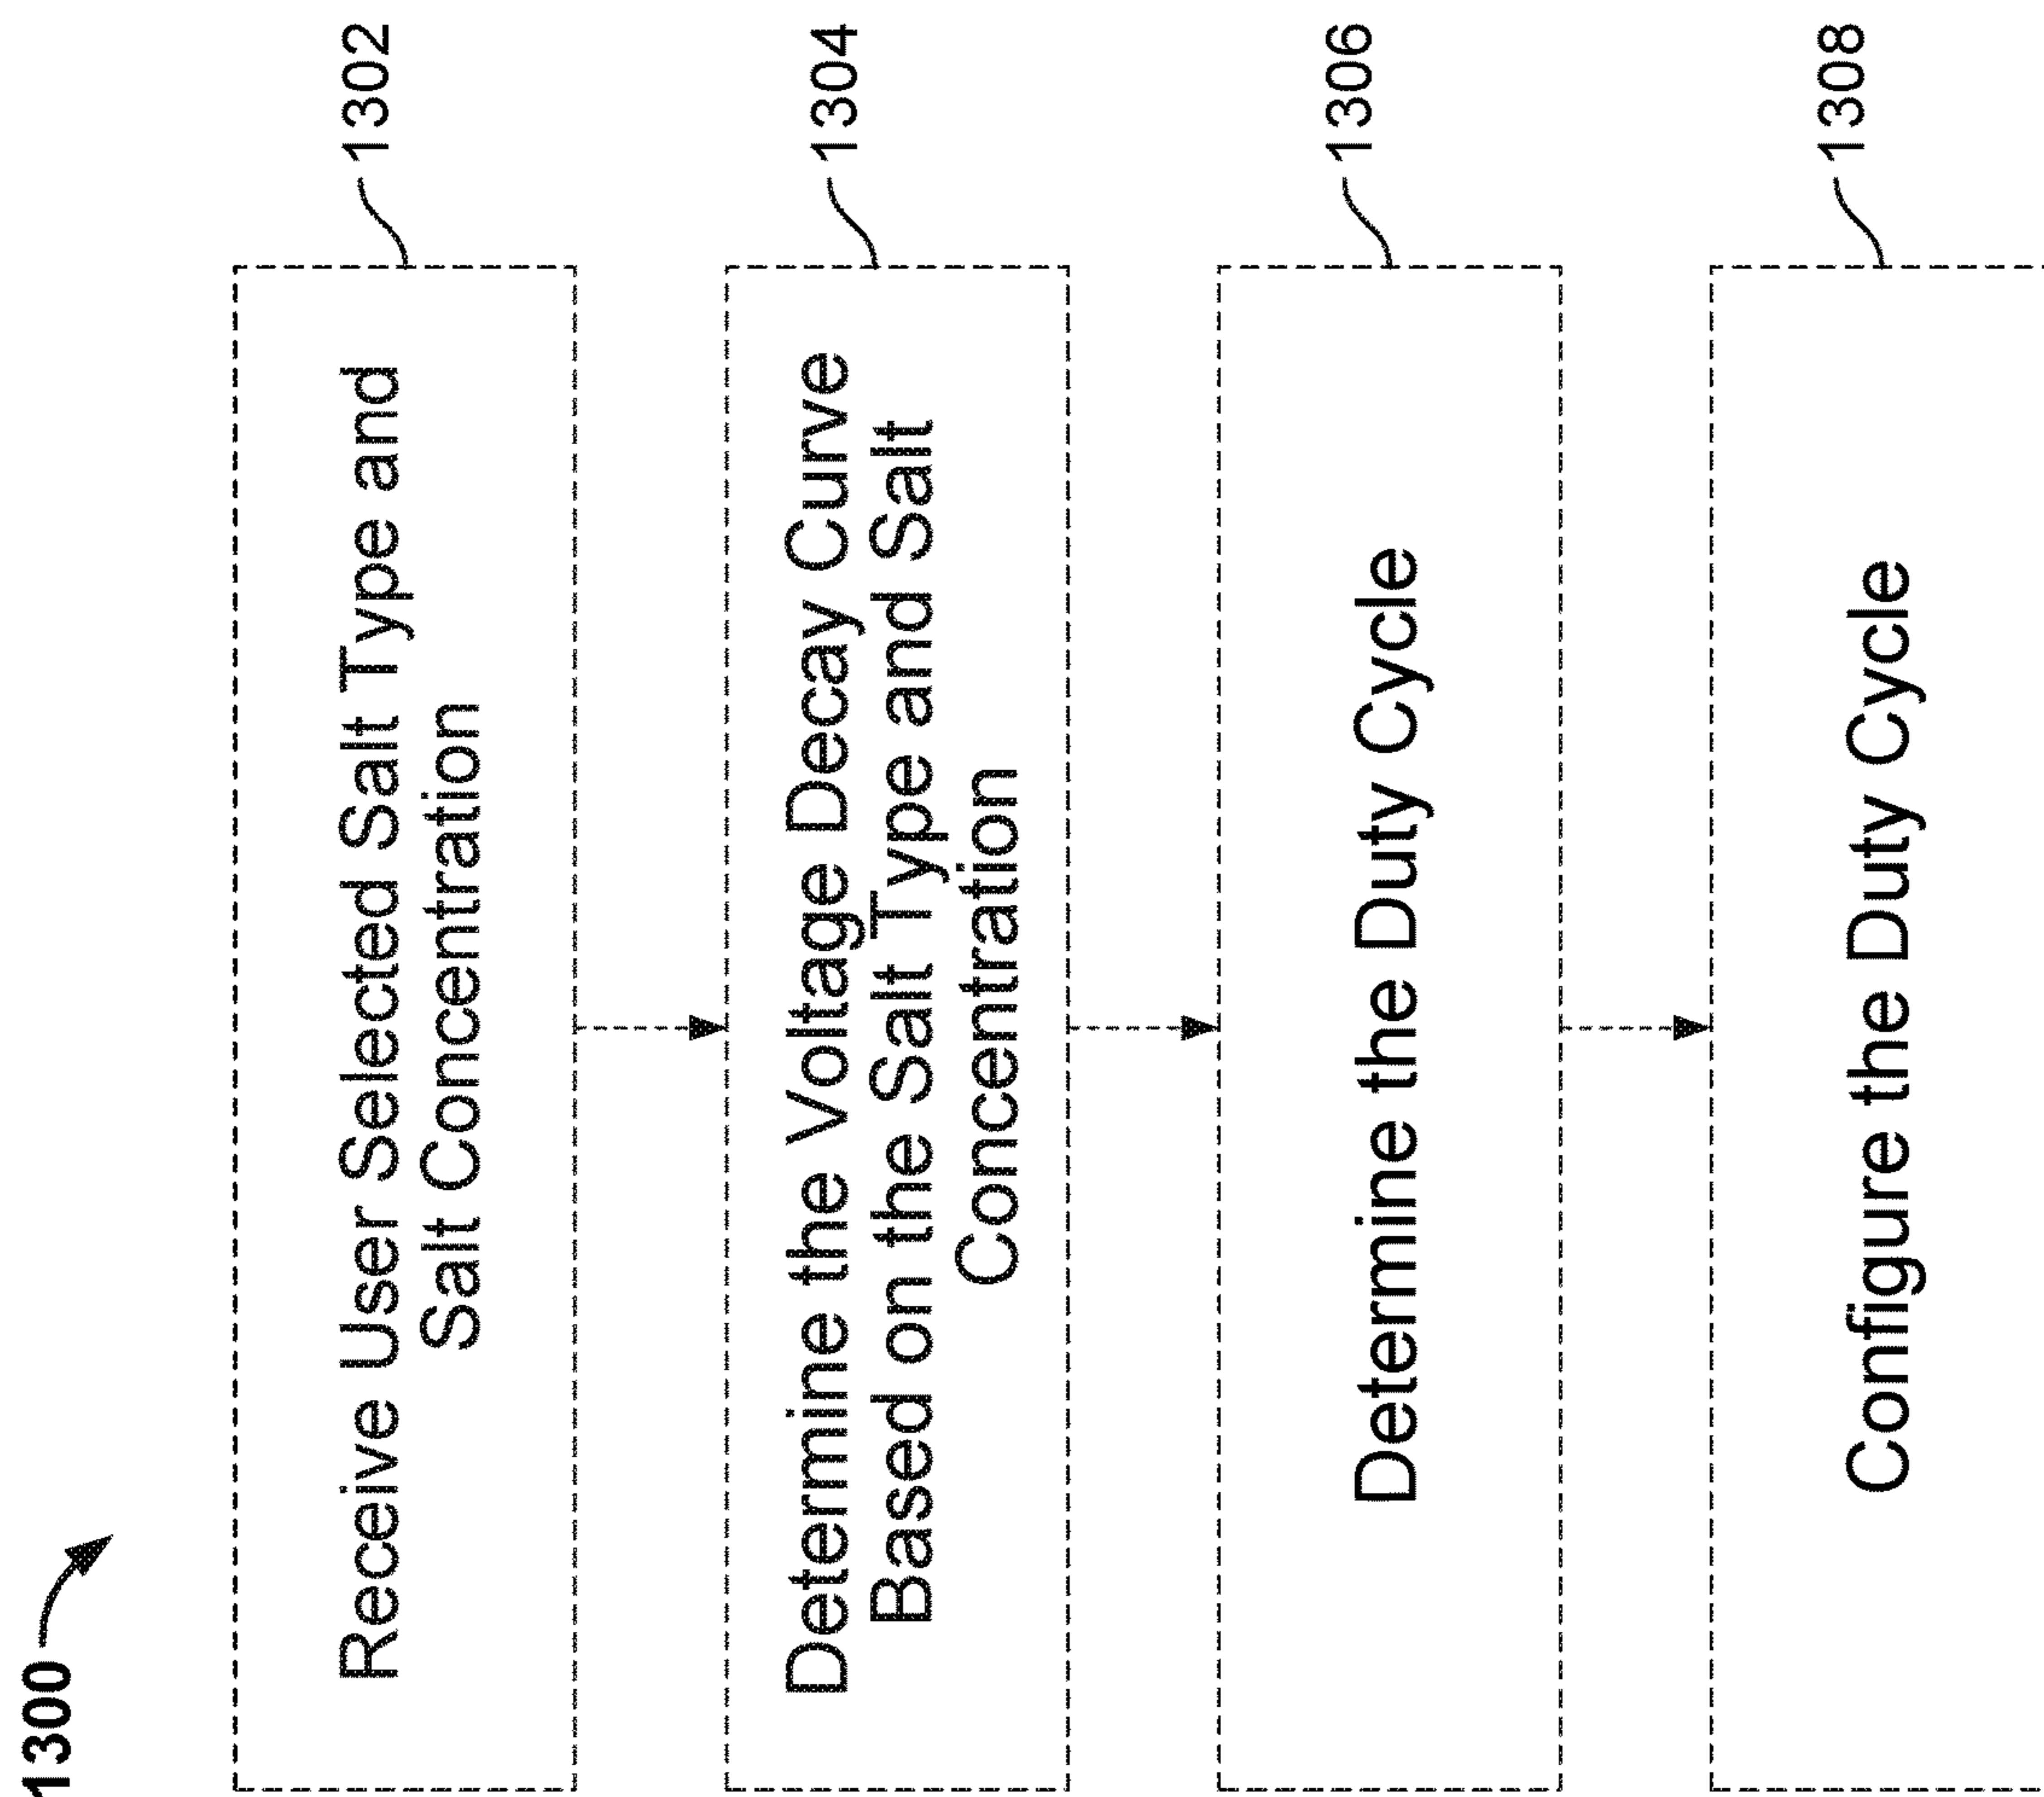 1300
Receive User Selected Salt Type and
Salt Concentration
1302
Determine the Voltage Decay Curve
Based on the Salt Type and Salt
Concentration
1304
Determine the Duty Cycle
1306
Configure the Duty Cycle
1308